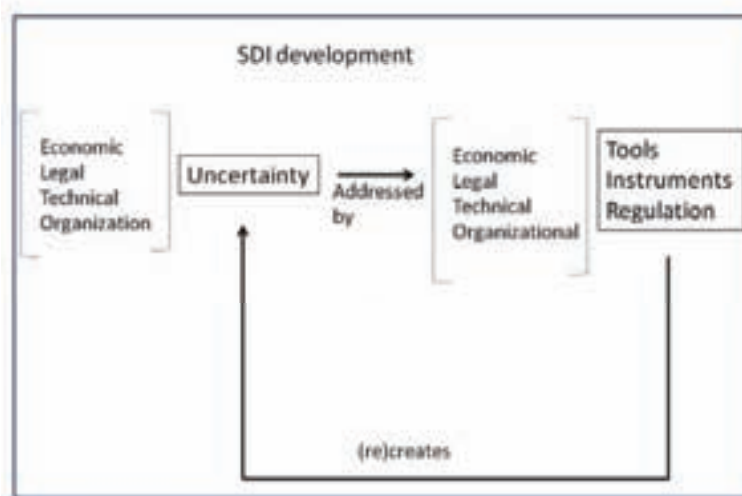 SDI development
Economic
Legal
Technical
Organization
Uncertainty
Addressed
by
Economic
Legal
Technical
Organizational
Tools
Instruments
Regulation
(re)creates